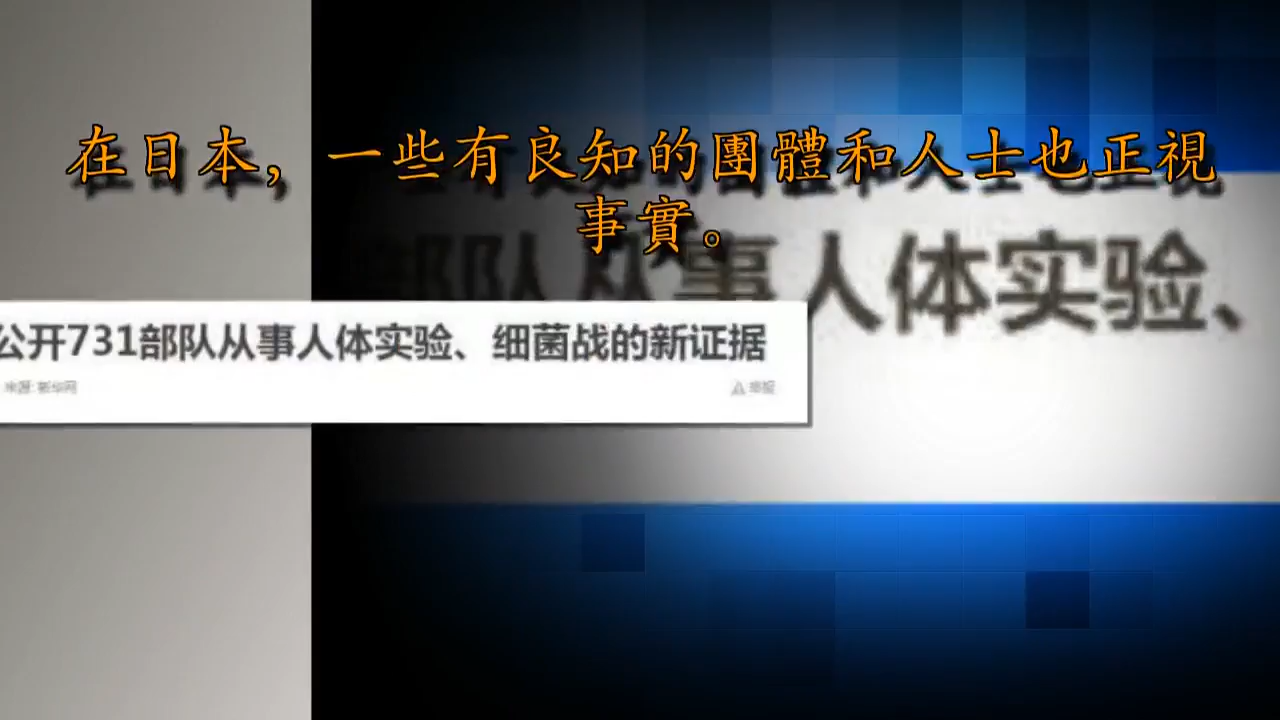 在日本，一些有良知的團體和人士也正視
事實。
部队从事人体实验、
公开731部队从事人体实验、细菌战的新证据
来源: 新华网
举报